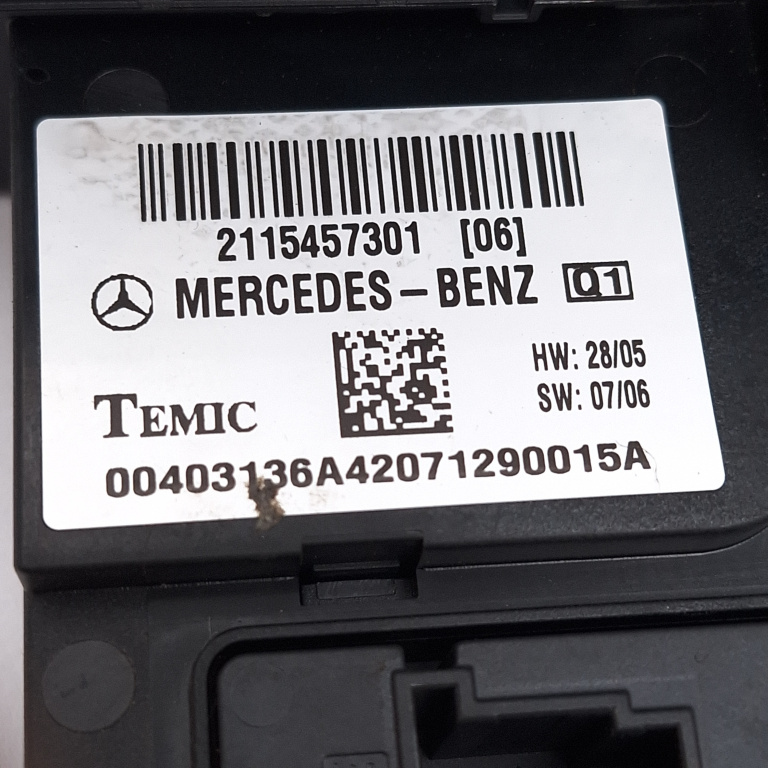 2115457301 [06]
MERCEDES-BENZ Q1
HW: 28/05
SW: 07/06
TEMIC
00403136A42071290015A